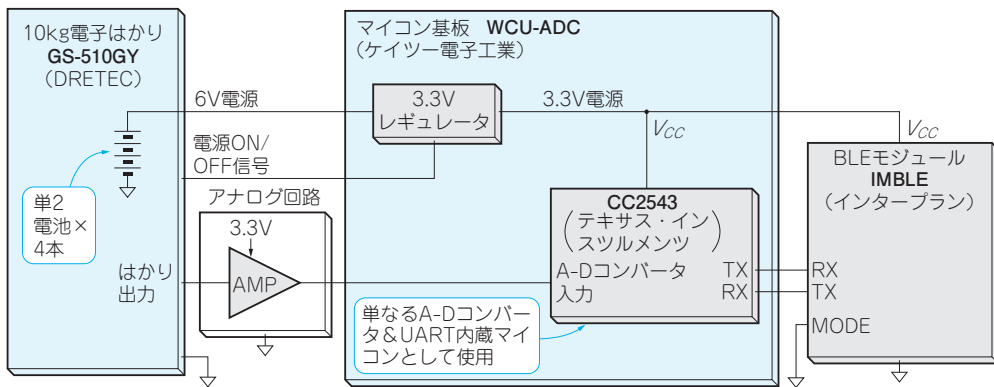 10kg電子はかり
GS-510GY
(DRETEC)
6V電源
電源ON/
OFF信号
単2
電池×
4本
はかり
出力
アナログ回路
3.3V
AMP
マイコン基板 WCU-ADC
(ケイツー電子工業)
3.3V
レギュレータ
3.3V電源
VCC
CC2543
(テキサス・イン
スツルメンツ)
A-Dコンバータ
入力
TX
RX
単なるA-Dコンバー
タ&UART内蔵マイ
コンとして使用
VCC
BLEモジュール
IMBLE
(インタープラン)
RX
TX
MODE